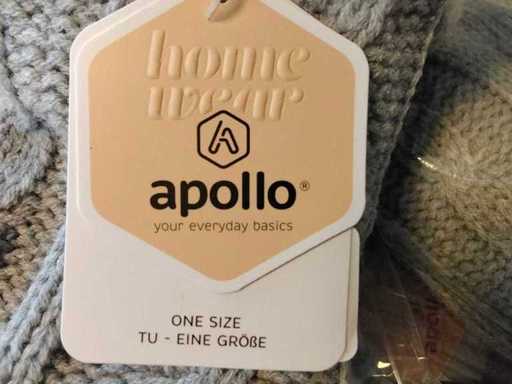 home
wear
apollo®
your everyday basics
ONE SIZE
TU - EINE GRÖßE